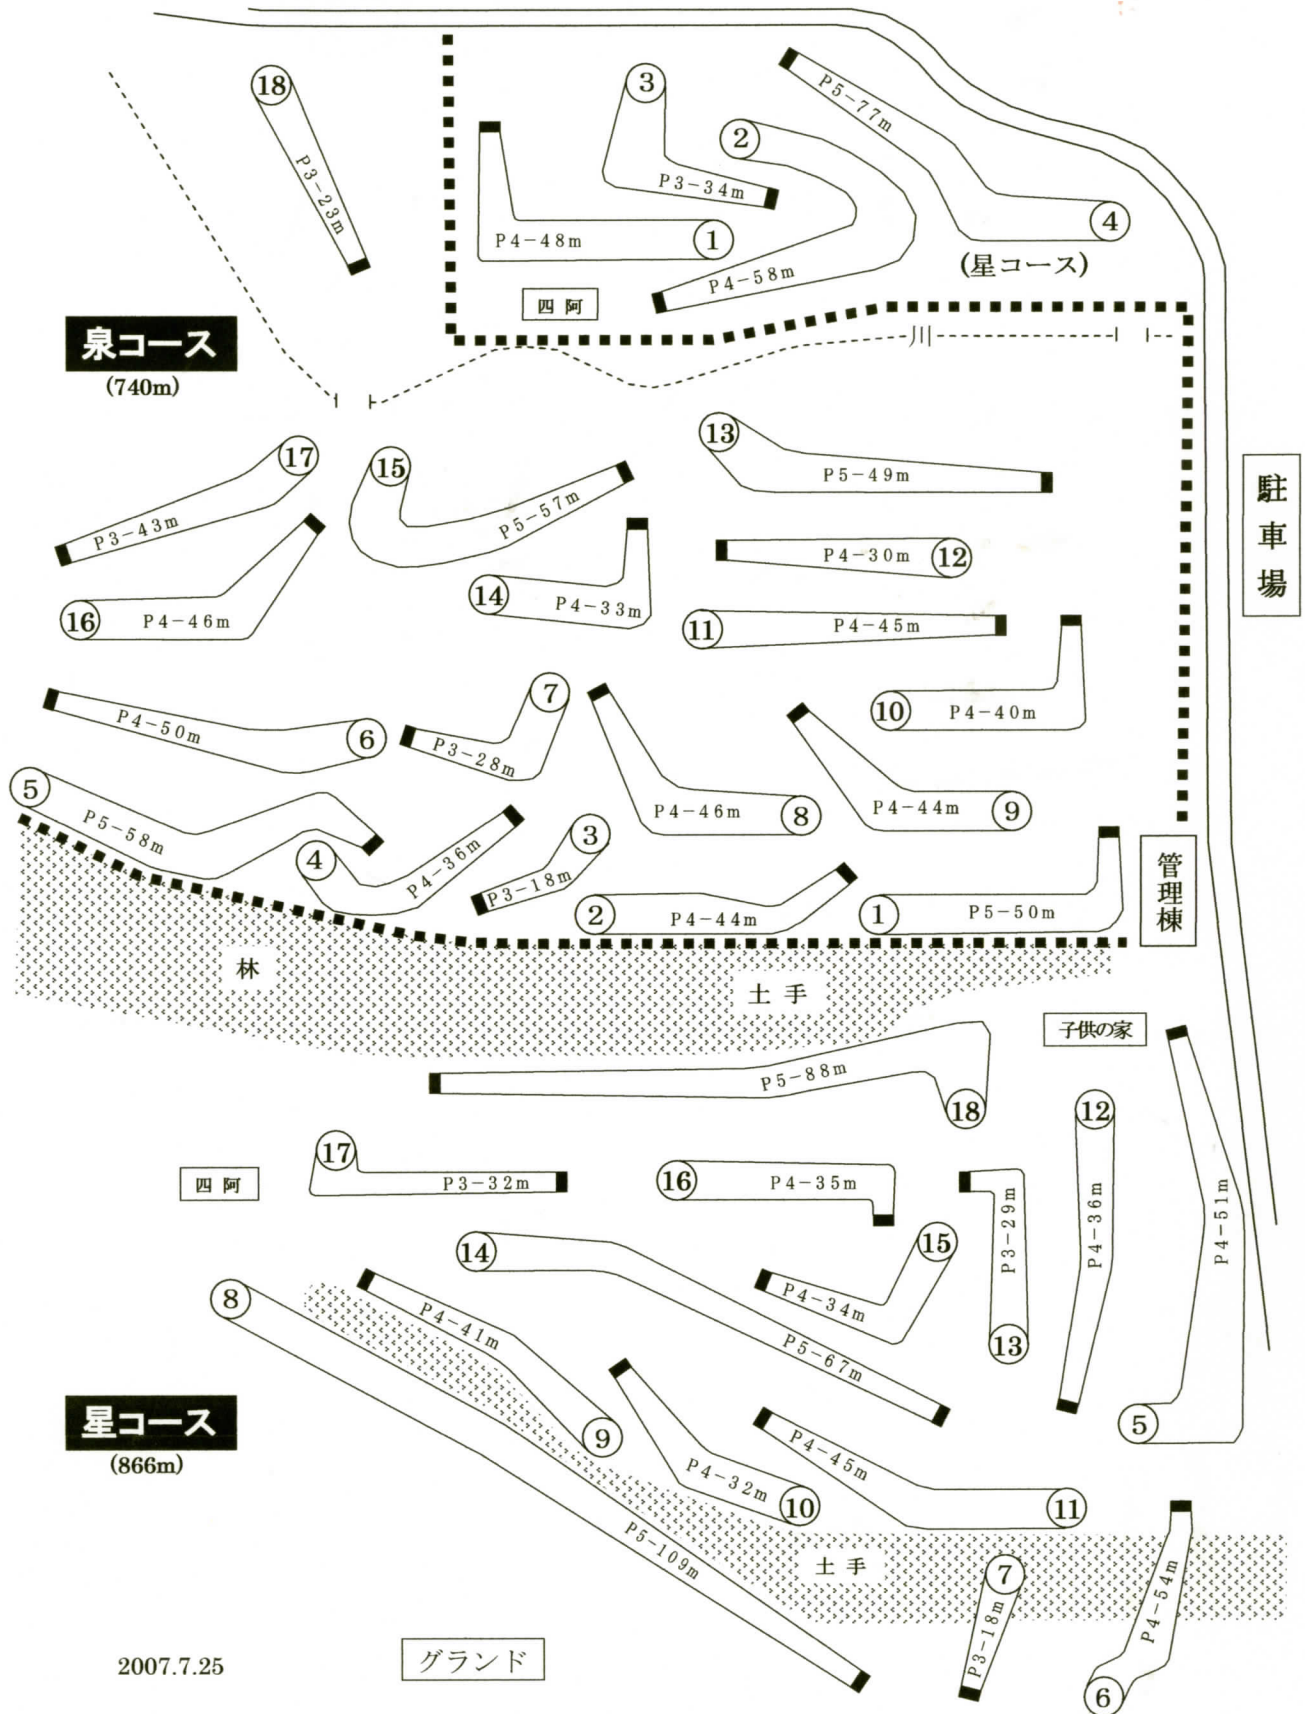 18
P3-23m
3
P3-34m
2
P4-58m
P5-77m
4
(星コース)
P4-48m
1
四阿
泉コース
(740m)
17
P3-43m
15
P5-57m
13
P5-49m
駐車場
P4-30m
12
14
P4-33m
16
P4-46m
11
P4-45m
10
P4-40m
P4-50m
6
7
P3-28m
P4-46m
8
P4-44m
9
5
P5-58m
4
P4-36m
3
P3-18m
2
P4-44m
1
P5-50m
管理棟
林
土手
子供の家
P5-88m
18
12
P4-36m
P4-51m
17
P3-32m
四阿
16
P4-35m
P3-29m
13
14
P5-67m
15
P4-34m
8
P5-109m
P4-41m
9
P4-32m
10
P4-45m
11
5
星コース
(866m)
土手
7
P3-18m
P4-54m
6
2007.7.25
グランド